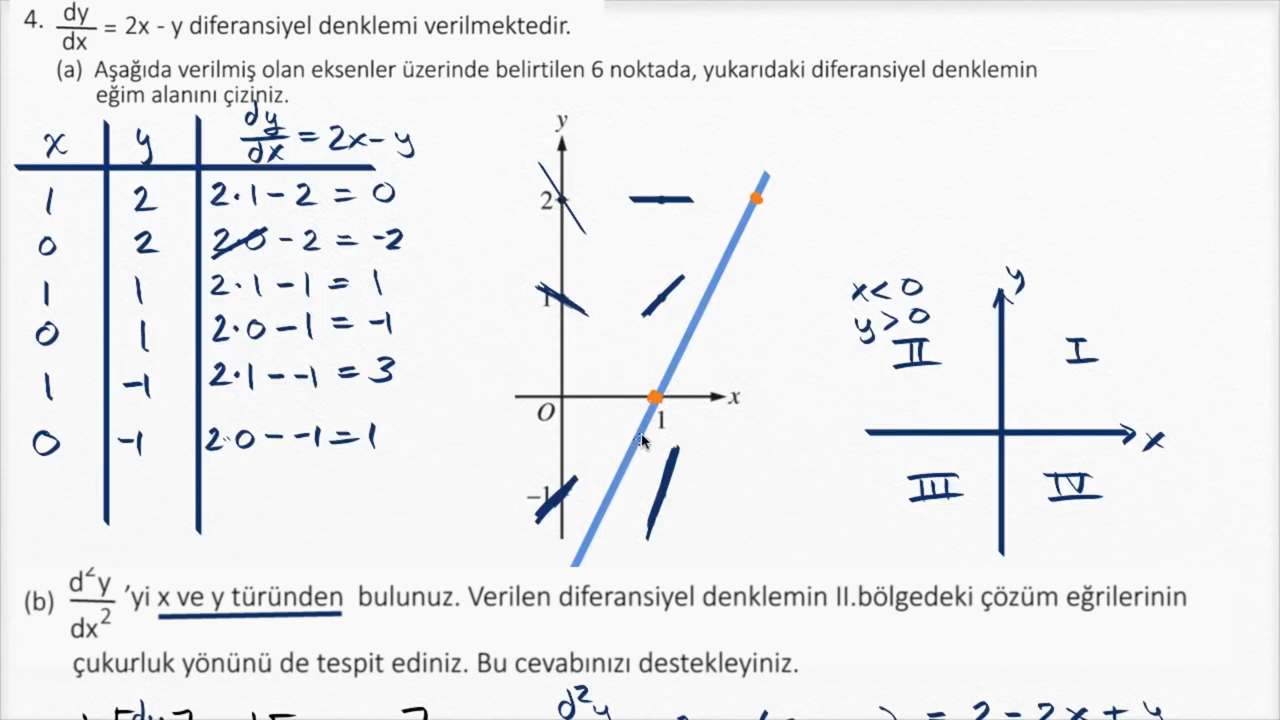 4. dy/dx = 2x - y diferansiyel denklemi verilmektedir.
(a) Aşağıda verilmiş olan eksenler üzerinde belirtilen 6 noktada, yukarıdaki diferansiyel denklemin
eğim alanını çiziniz.
x y dy/dx = 2x - y
1 2 2·1 - 2 = 0
0 2 2·0 - 2 = -2
1 1 2·1 - 1 = 1
0 1 2·0 - 1 = -1
1 -1 2·1 - -1 = 3
0 -1 2·0 - -1 = 1
y
2
1
O 1 x
-1
x < 0
y > 0
y
II I
x
III IV
(b) d²y/dx² 'yi x ve y türünden bulunuz. Verilen diferansiyel denklemin II.bölgedeki çözüm eğrilerinin
çukurluk yönünü de tespit ediniz. Bu cevabınızı destekleyiniz.
d²y = 2 - 2x + y